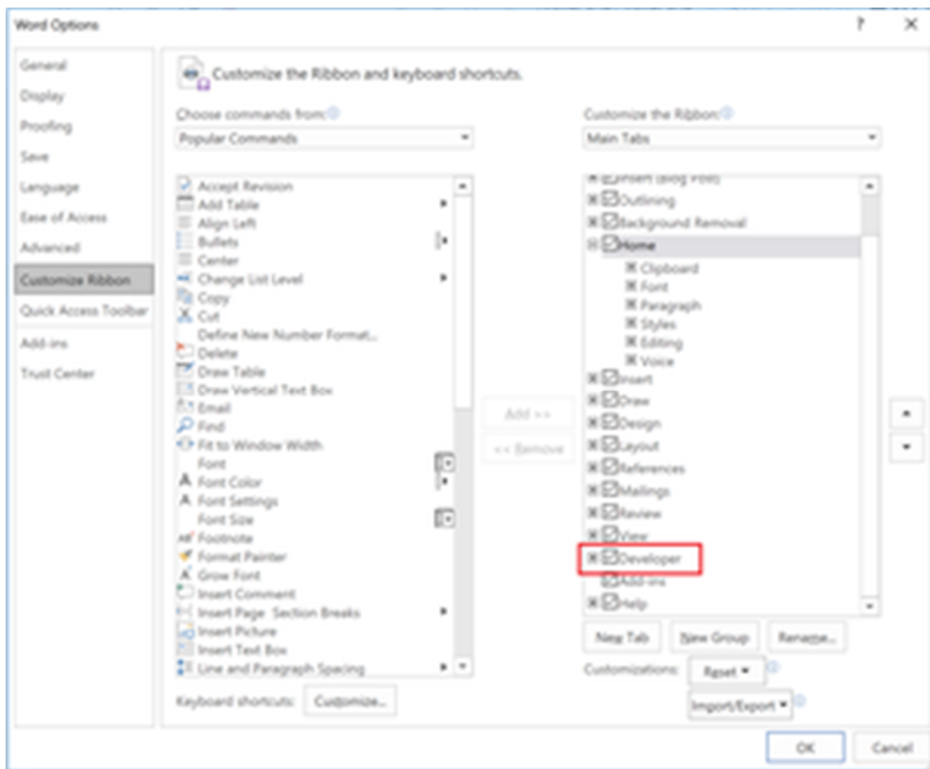 Word Options
?
General
Display
Proofing
Save
Language
Ease of Access
Advanced
Customize Ribbon
Quick Access Toolbar
Add-ins
Trust Center
Customize the Ribbon and keyboard shortcuts.
Choose commands from:
Popular Commands
Accept Revision
Add Table
Align Left
Bullets
Center
Change List Level
Copy
Cut
Define New Number Format...
Delete
Draw Table
Draw Vertical Text Box
Email
Find
Fit to Window Width
Font
Font Color
Font Settings
Font Size
Footnote
Format Painter
Grow Font
Insert Comment
Insert Page Section Breaks
Insert Picture
Insert Text Box
Line and Paragraph Spacing
Keyboard shortcuts: Customize...
Add >>
<< Remove
Customize the Ribbon:
Main Tabs
Insert (Blog Post)
Outlining
Background Removal
Home
Clipboard
Font
Paragraph
Styles
Editing
Voice
Insert
Draw
Design
Layout
References
Mailings
Review
View
Developer
Add-ins
Help
New Tab New Group Rename...
Customizations: Reset
Import/Export
OK Cancel